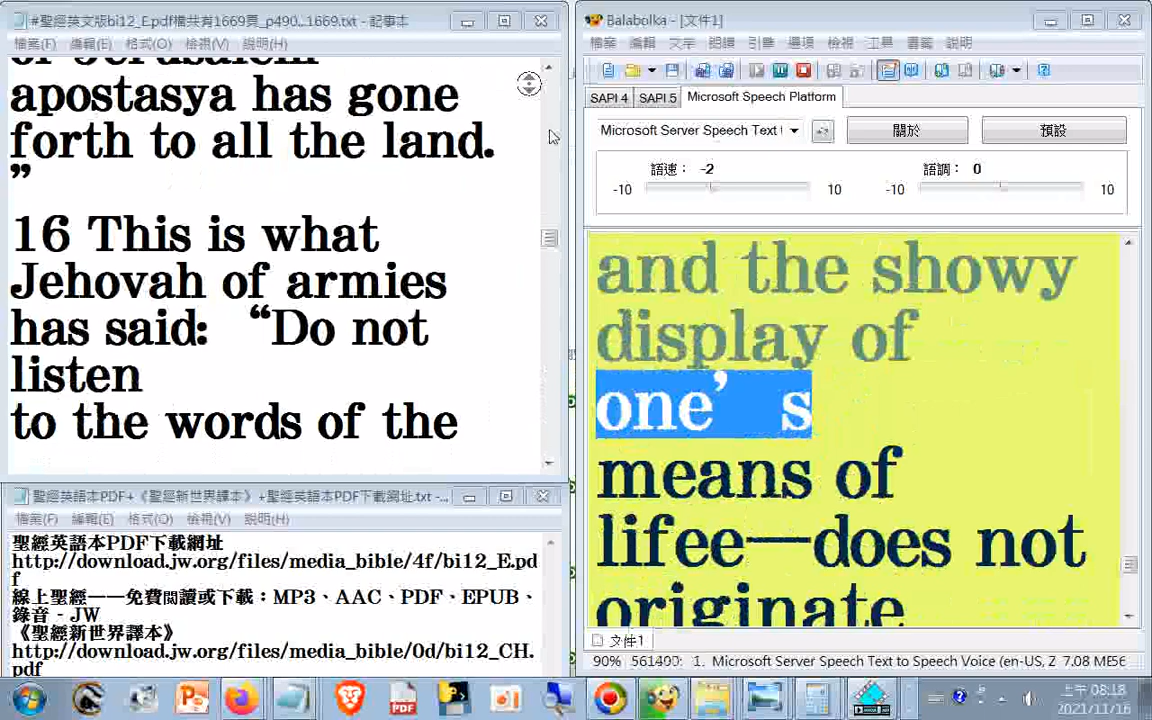 #聖經英文版bi12_E.pdf檔共有1669頁_p490...1669.txt - 記事本
檔案(F) 編輯(E) 格式(O) 檢視(V) 說明(H)
of Jerusalem
apostasya has gone
forth to all the land.
”
16 This is what
Jehovah of armies
has said: “Do not
listen
to the words of the
聖經英語本PDF+《聖經新世界譯本》+聖經英語本PDF下載網址.txt -...
檔案(F) 編輯(E) 格式(O) 檢視(V) 說明(H)
聖經英語本PDF下載網址
http://download.jw.org/files/media_bible/4f/bi12_E.pd
f
線上聖經——免費閱讀或下載：MP3、AAC、PDF、EPUB、
錄音 - JW
《聖經新世界譯本》
http://download.jw.org/files/media_bible/0d/bi12_CH.
pdf
Balabolka - [文件1]
檔案 編輯 文字 朗讀 引擎 選項 檢視 工具 書籤 說明
SAPI 4 SAPI 5 Microsoft Speech Platform
Microsoft Server Speech Text 關於 預設
語速： -2 語調： 0
-10 10 -10 10
and the showy
display of
one’s
means of
lifee—does not
originate
文件1
90% 561400: 1. Microsoft Server Speech Text to Speech Voice (en-US, Z 7.08 ME56
上午 08:18
2021/11/16